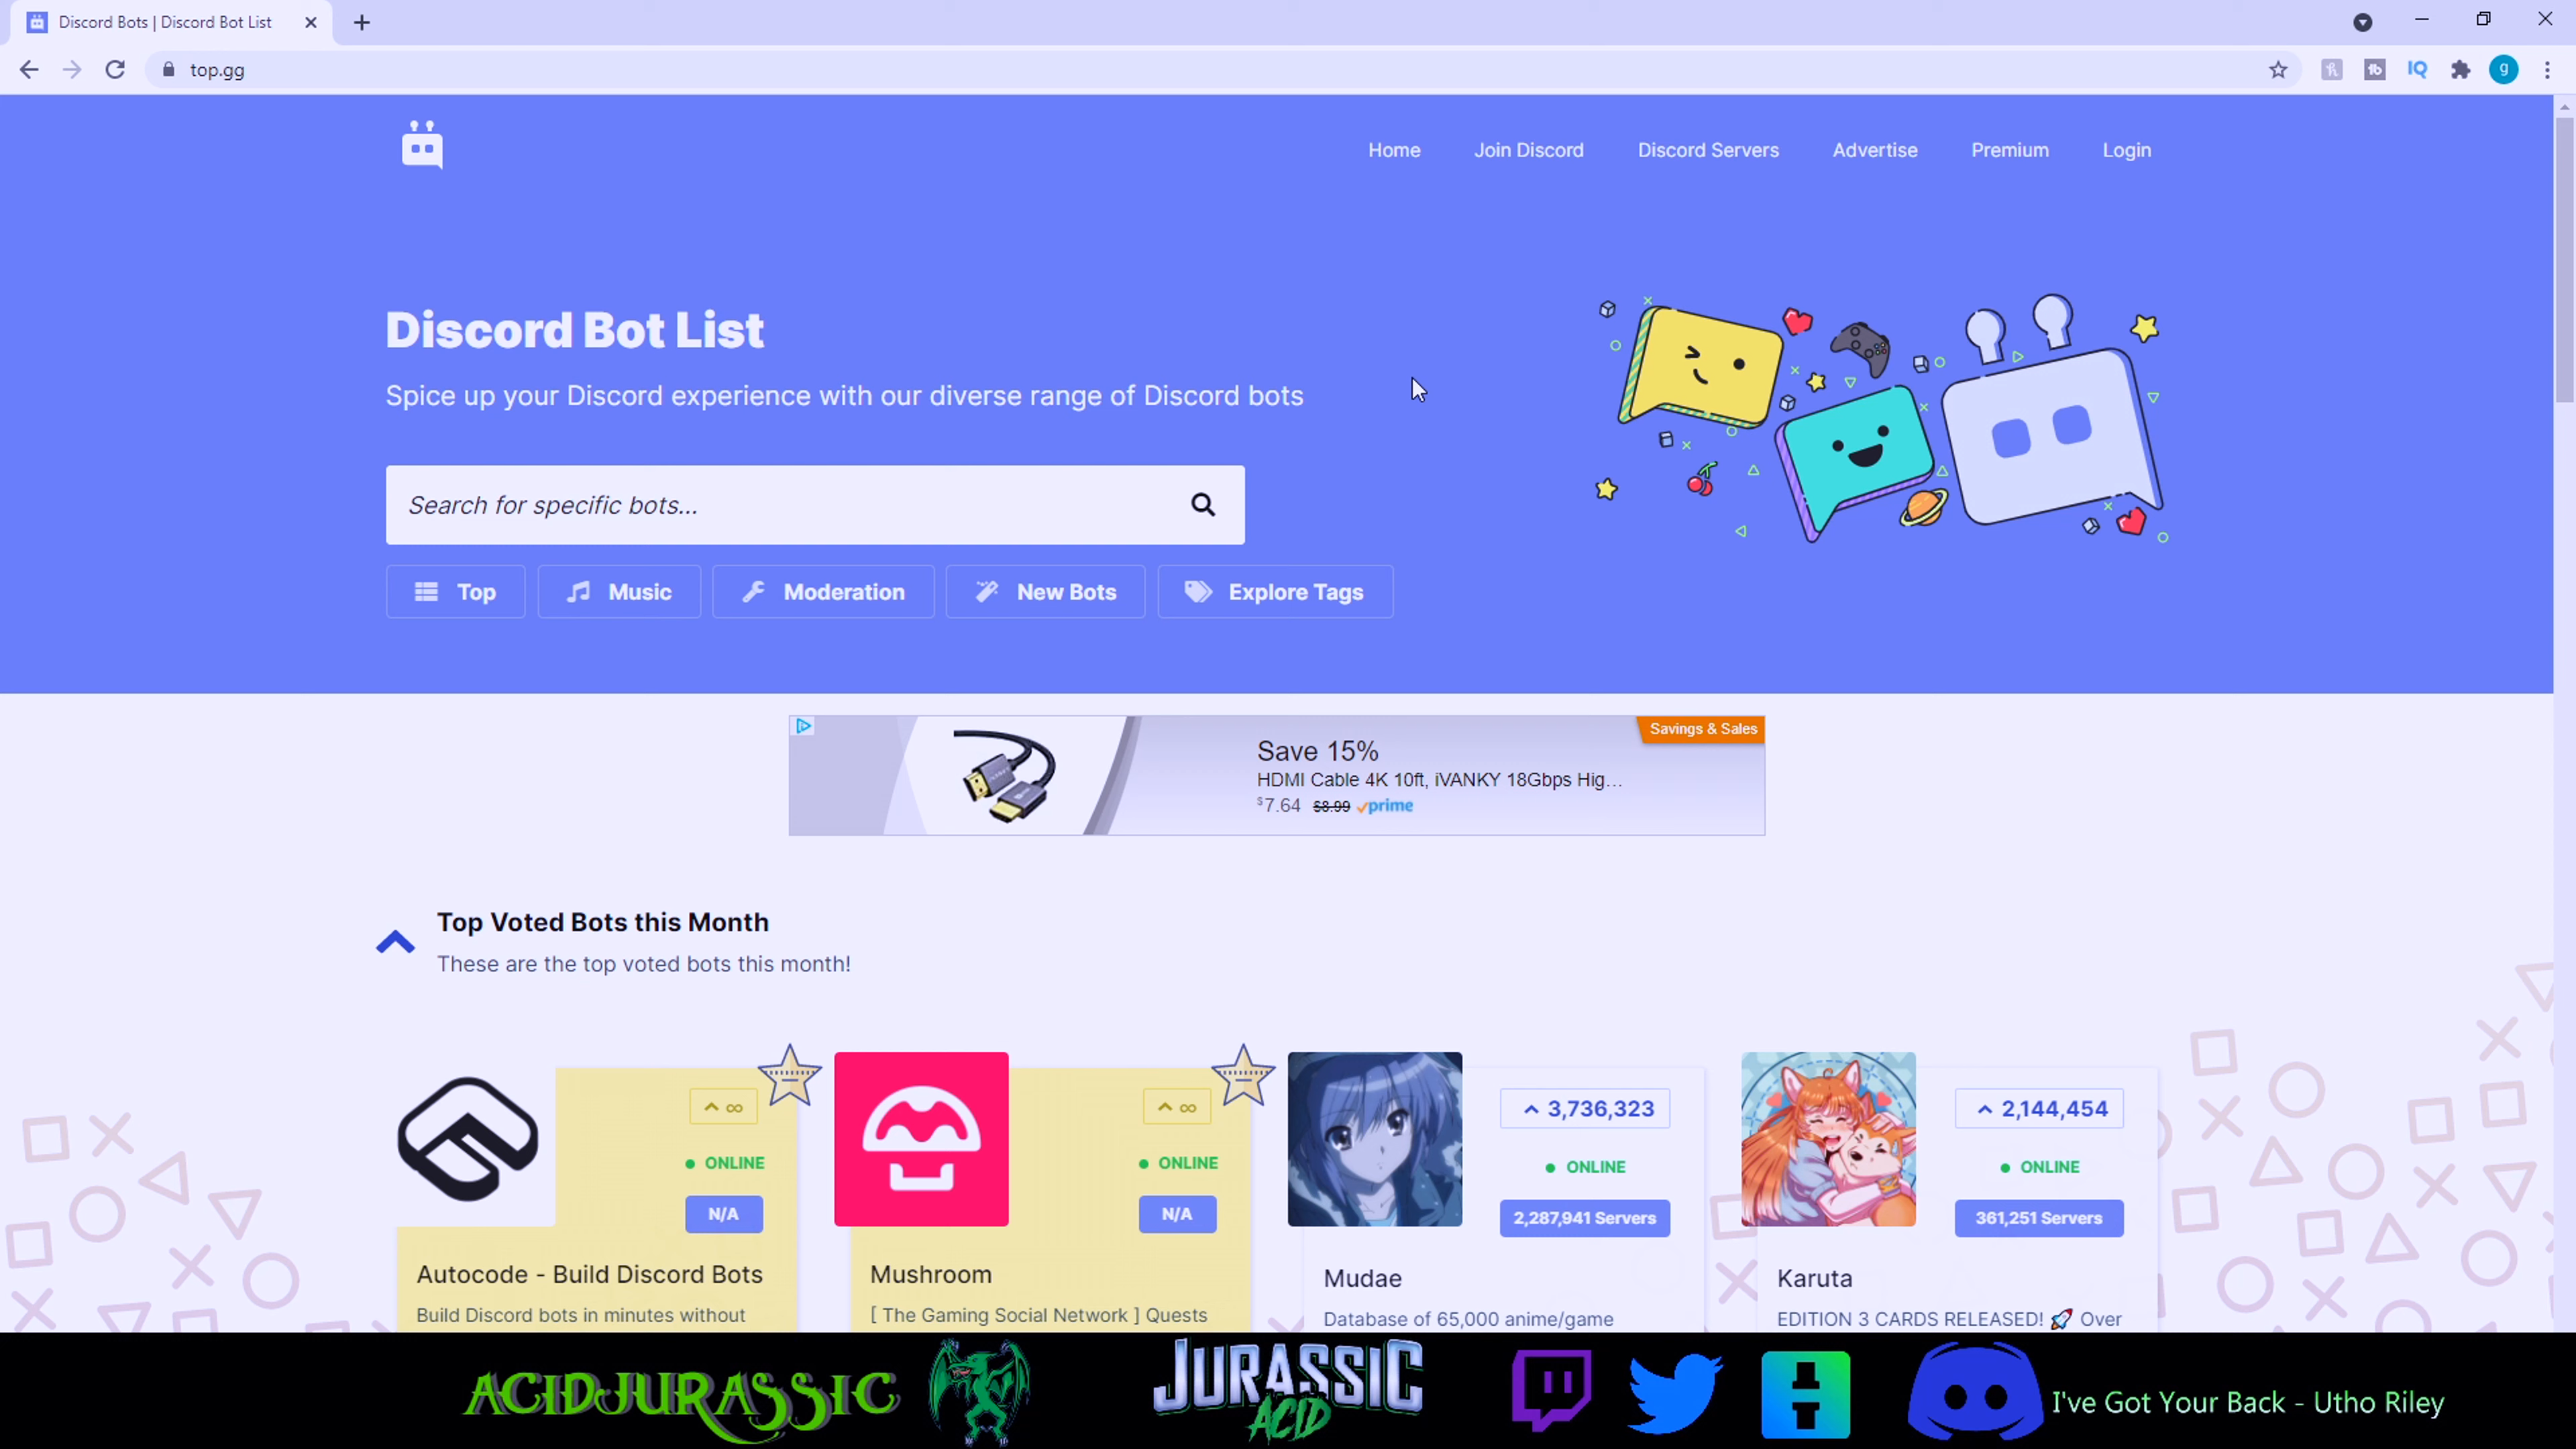 Discord Bots | Discord Bot List
top.gg
IQ
g
Home
Join Discord
Discord Servers
Advertise
Premium
Login
Discord Bot List
Spice up your Discord experience with our diverse range of Discord bots
Search for specific bots...
Top
Music
Moderation
New Bots
Explore Tags
Savings & Sales
Save 15%
HDMI Cable 4K 10ft, iVANKY 18Gbps Hig...
$7.64 $8.99 prime
Top Voted Bots this Month
These are the top voted bots this month!
∞
ONLINE
N/A
Autocode - Build Discord Bots
Build Discord bots in minutes without
∞
ONLINE
N/A
Mushroom
[ The Gaming Social Network ] Quests
3,736,323
ONLINE
2,287,941 Servers
Mudae
Database of 65,000 anime/game
2,144,454
ONLINE
361,251 Servers
Karuta
EDITION 3 CARDS RELEASED! 🚀 Over
ACIDJURASSIC
JURASSIC
ACID
I've Got Your Back - Utho Riley